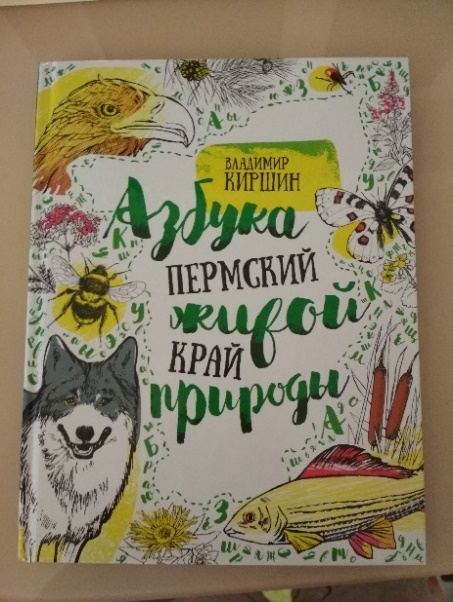 ВЛАДИМИР
КИРШИН
Азбука
ПЕРМСКИЙ
живой
КРАЙ
природы